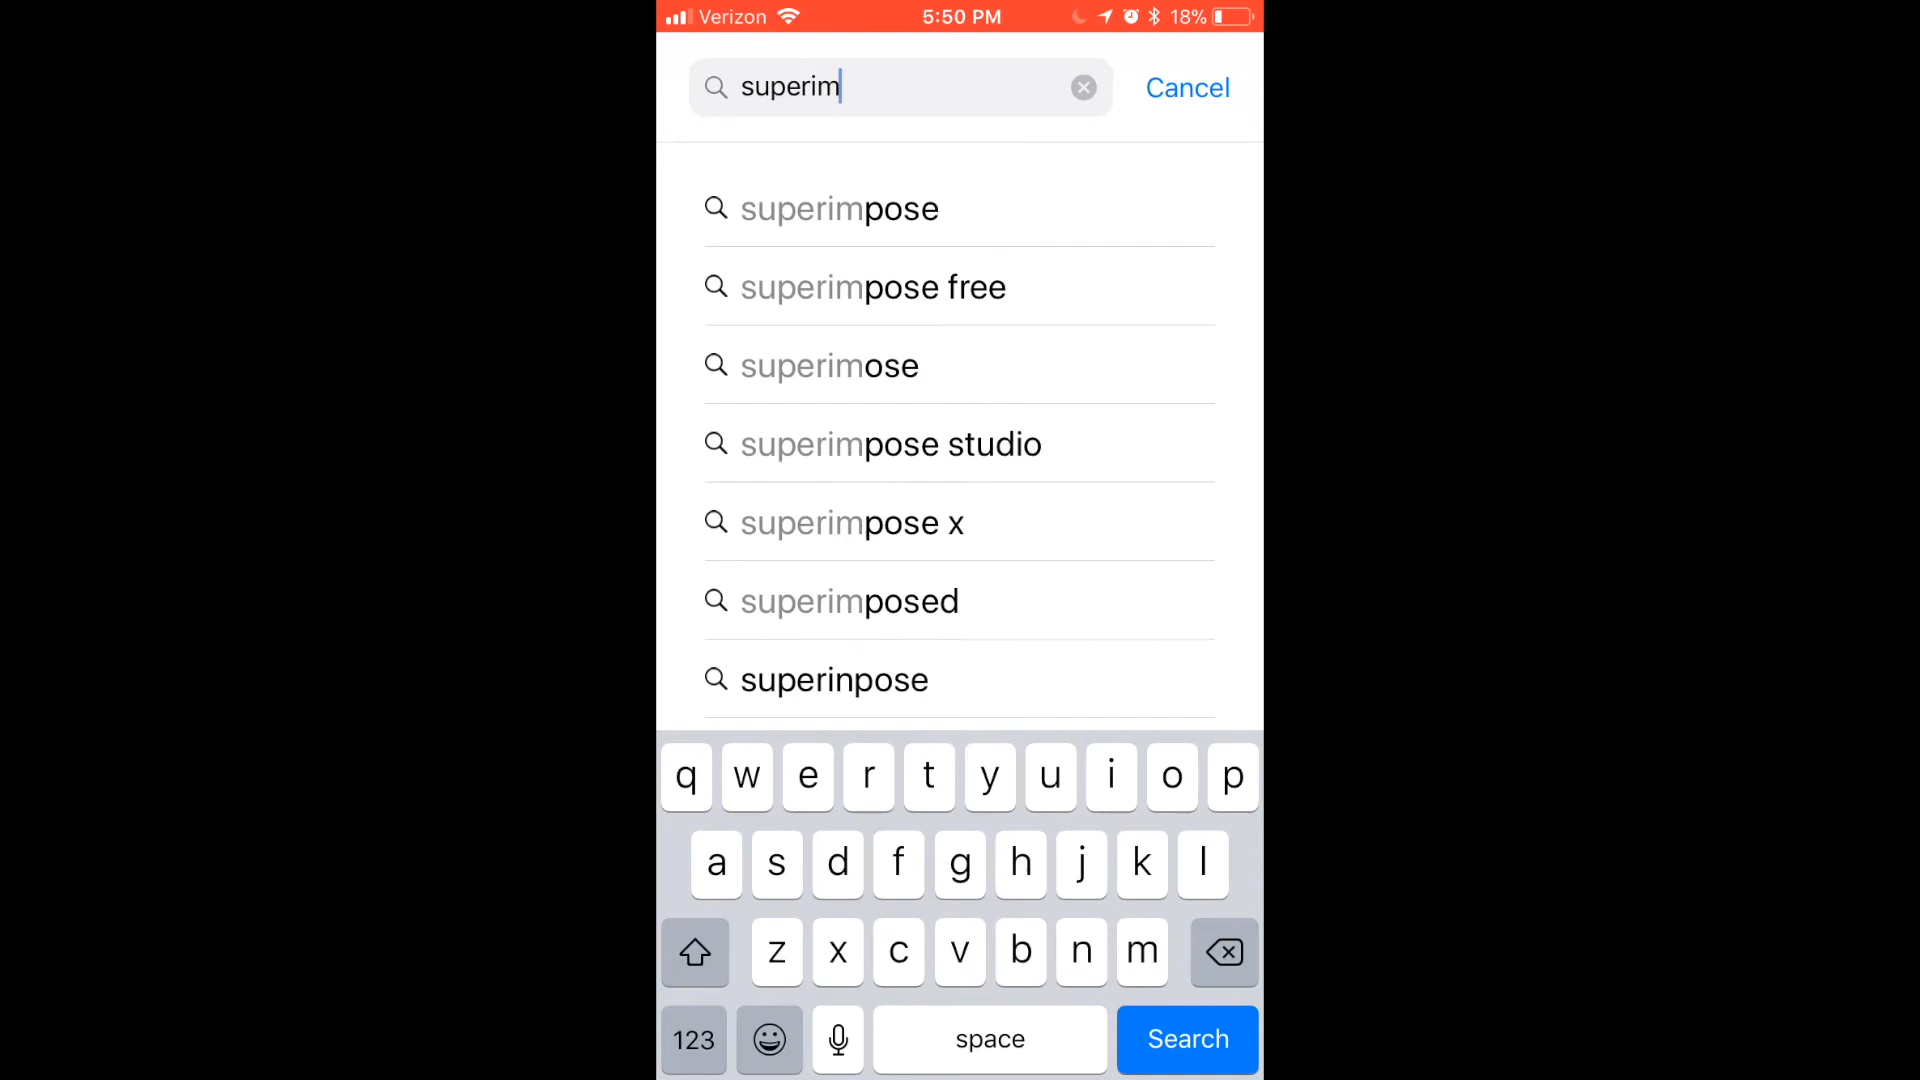 Verizon 5:50 PM 18%
superim Cancel
superimpose
superimpose free
superimose
superimpose studio
superimpose x
superimposed
superinpose
q w e r t y u i o p
a s d f g h j k l
z x c v b n m
123 space Search